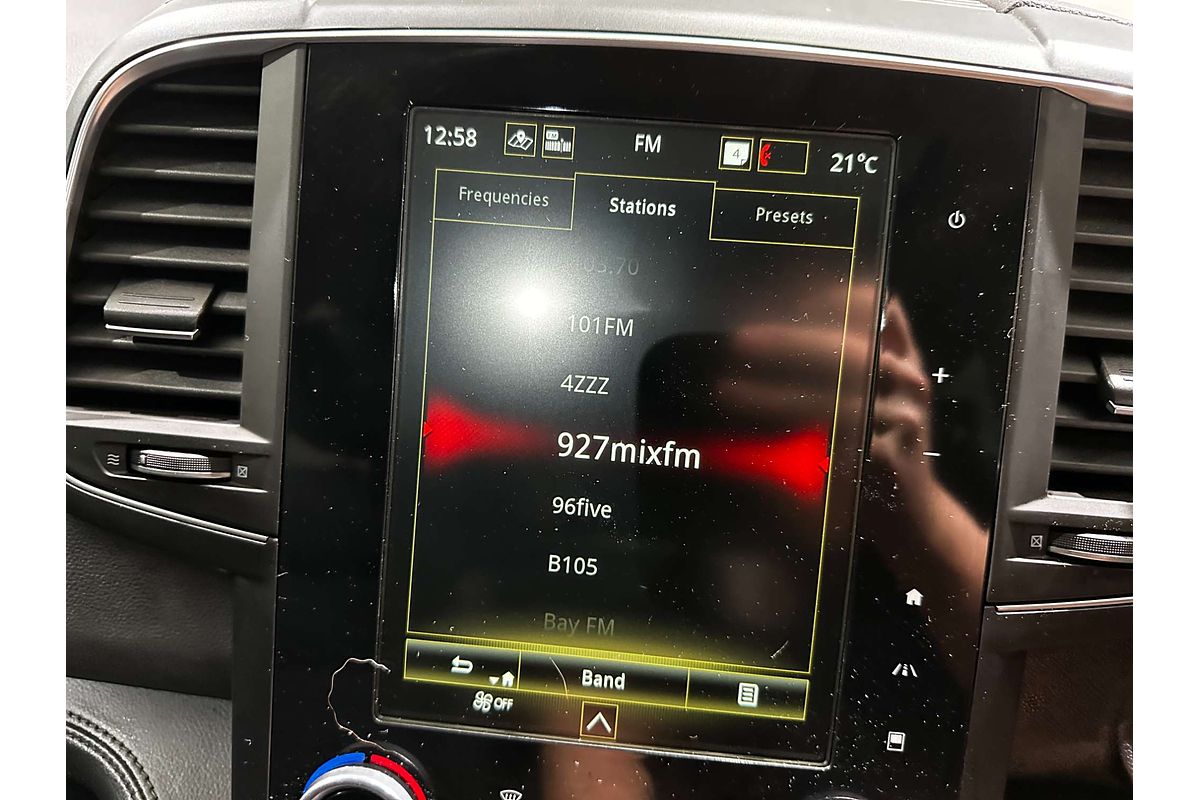 12:58
FM
4
21°C
Frequencies
Stations
Presets
101FM
4ZZZ
927mixfm
96five
B105
Bay FM
Band
OFF